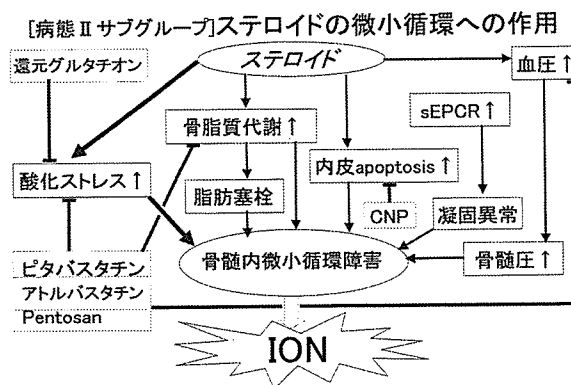 [病態Ⅱサブグループ]ステロイドの微小循環への作用
還元グルタチオン
ステロイド
血圧↑
骨脂質代謝↑
sEPCR↑
酸化ストレス↑
内皮apoptosis↑
脂肪塞栓
CNP
凝固異常
骨髄内微小循環障害
骨髄圧↑
ピタバスタチン
アトルバスタチン
Pentosan
ION